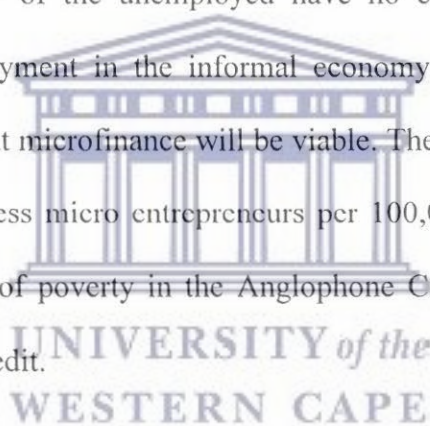 of the unemployed have no
yment in the informal economy
t microfinance will be viable. The
ess micro entrepreneurs per 100,0
of poverty in the Anglophone C
edit.
UNIVERSITY of the
WESTERN CAPE